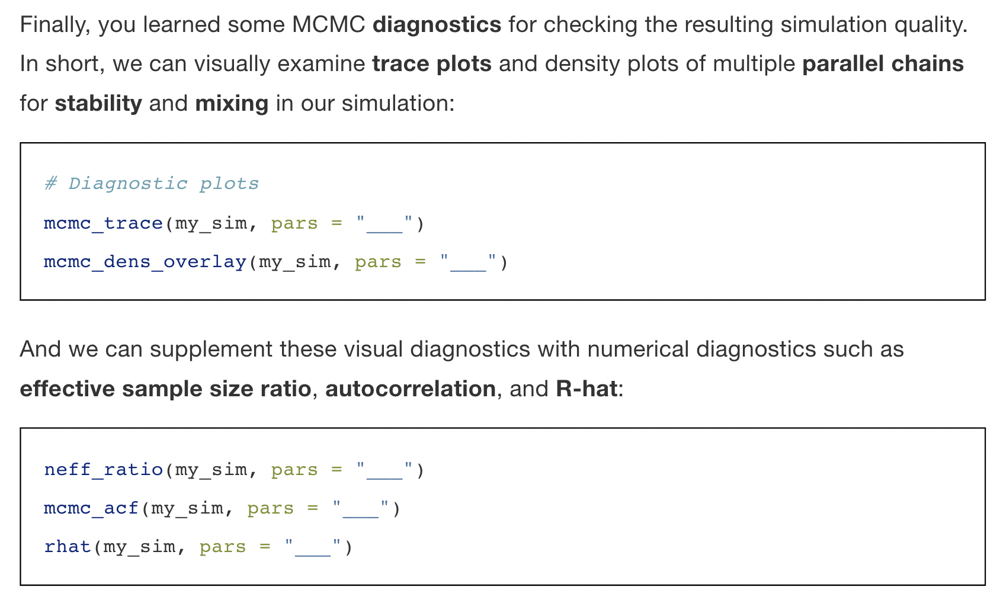 Finally, you learned some MCMC diagnostics for checking the resulting simulation quality.
In short, we can visually examine trace plots and density plots of multiple parallel chains
for stability and mixing in our simulation:
# Diagnostic plots
mcmc_trace(my_sim, pars = "___")
mcmc_dens_overlay(my_sim, pars = "___")
And we can supplement these visual diagnostics with numerical diagnostics such as
effective sample size ratio, autocorrelation, and R-hat:
neff_ratio(my_sim, pars = "___")
mcmc_acf(my_sim, pars = "___")
rhat(my_sim, pars = "___")